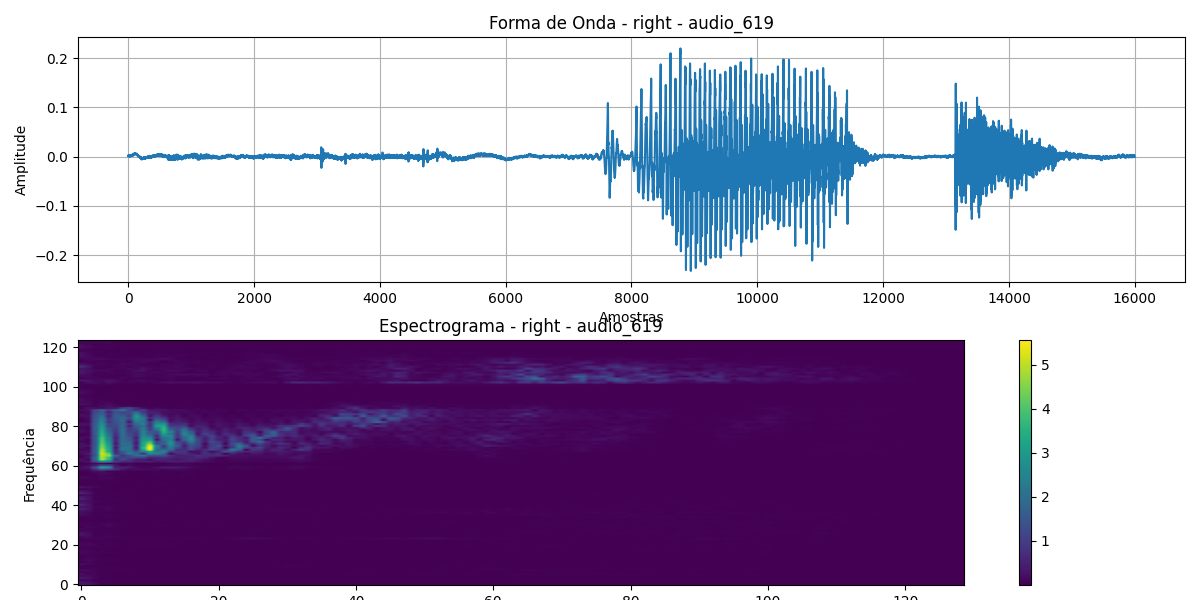 Forma de Onda - right - audio_619
Amplitude
0.2
0.1
0.0
−0.1
−0.2
0 2000 4000 6000 8000 10000 12000 14000 16000
Amostras
Espectrograma - right - audio_619
Frequência
120
100
80
60
40
20
0
0 20 40 60 80 100 120
5
4
3
2
1